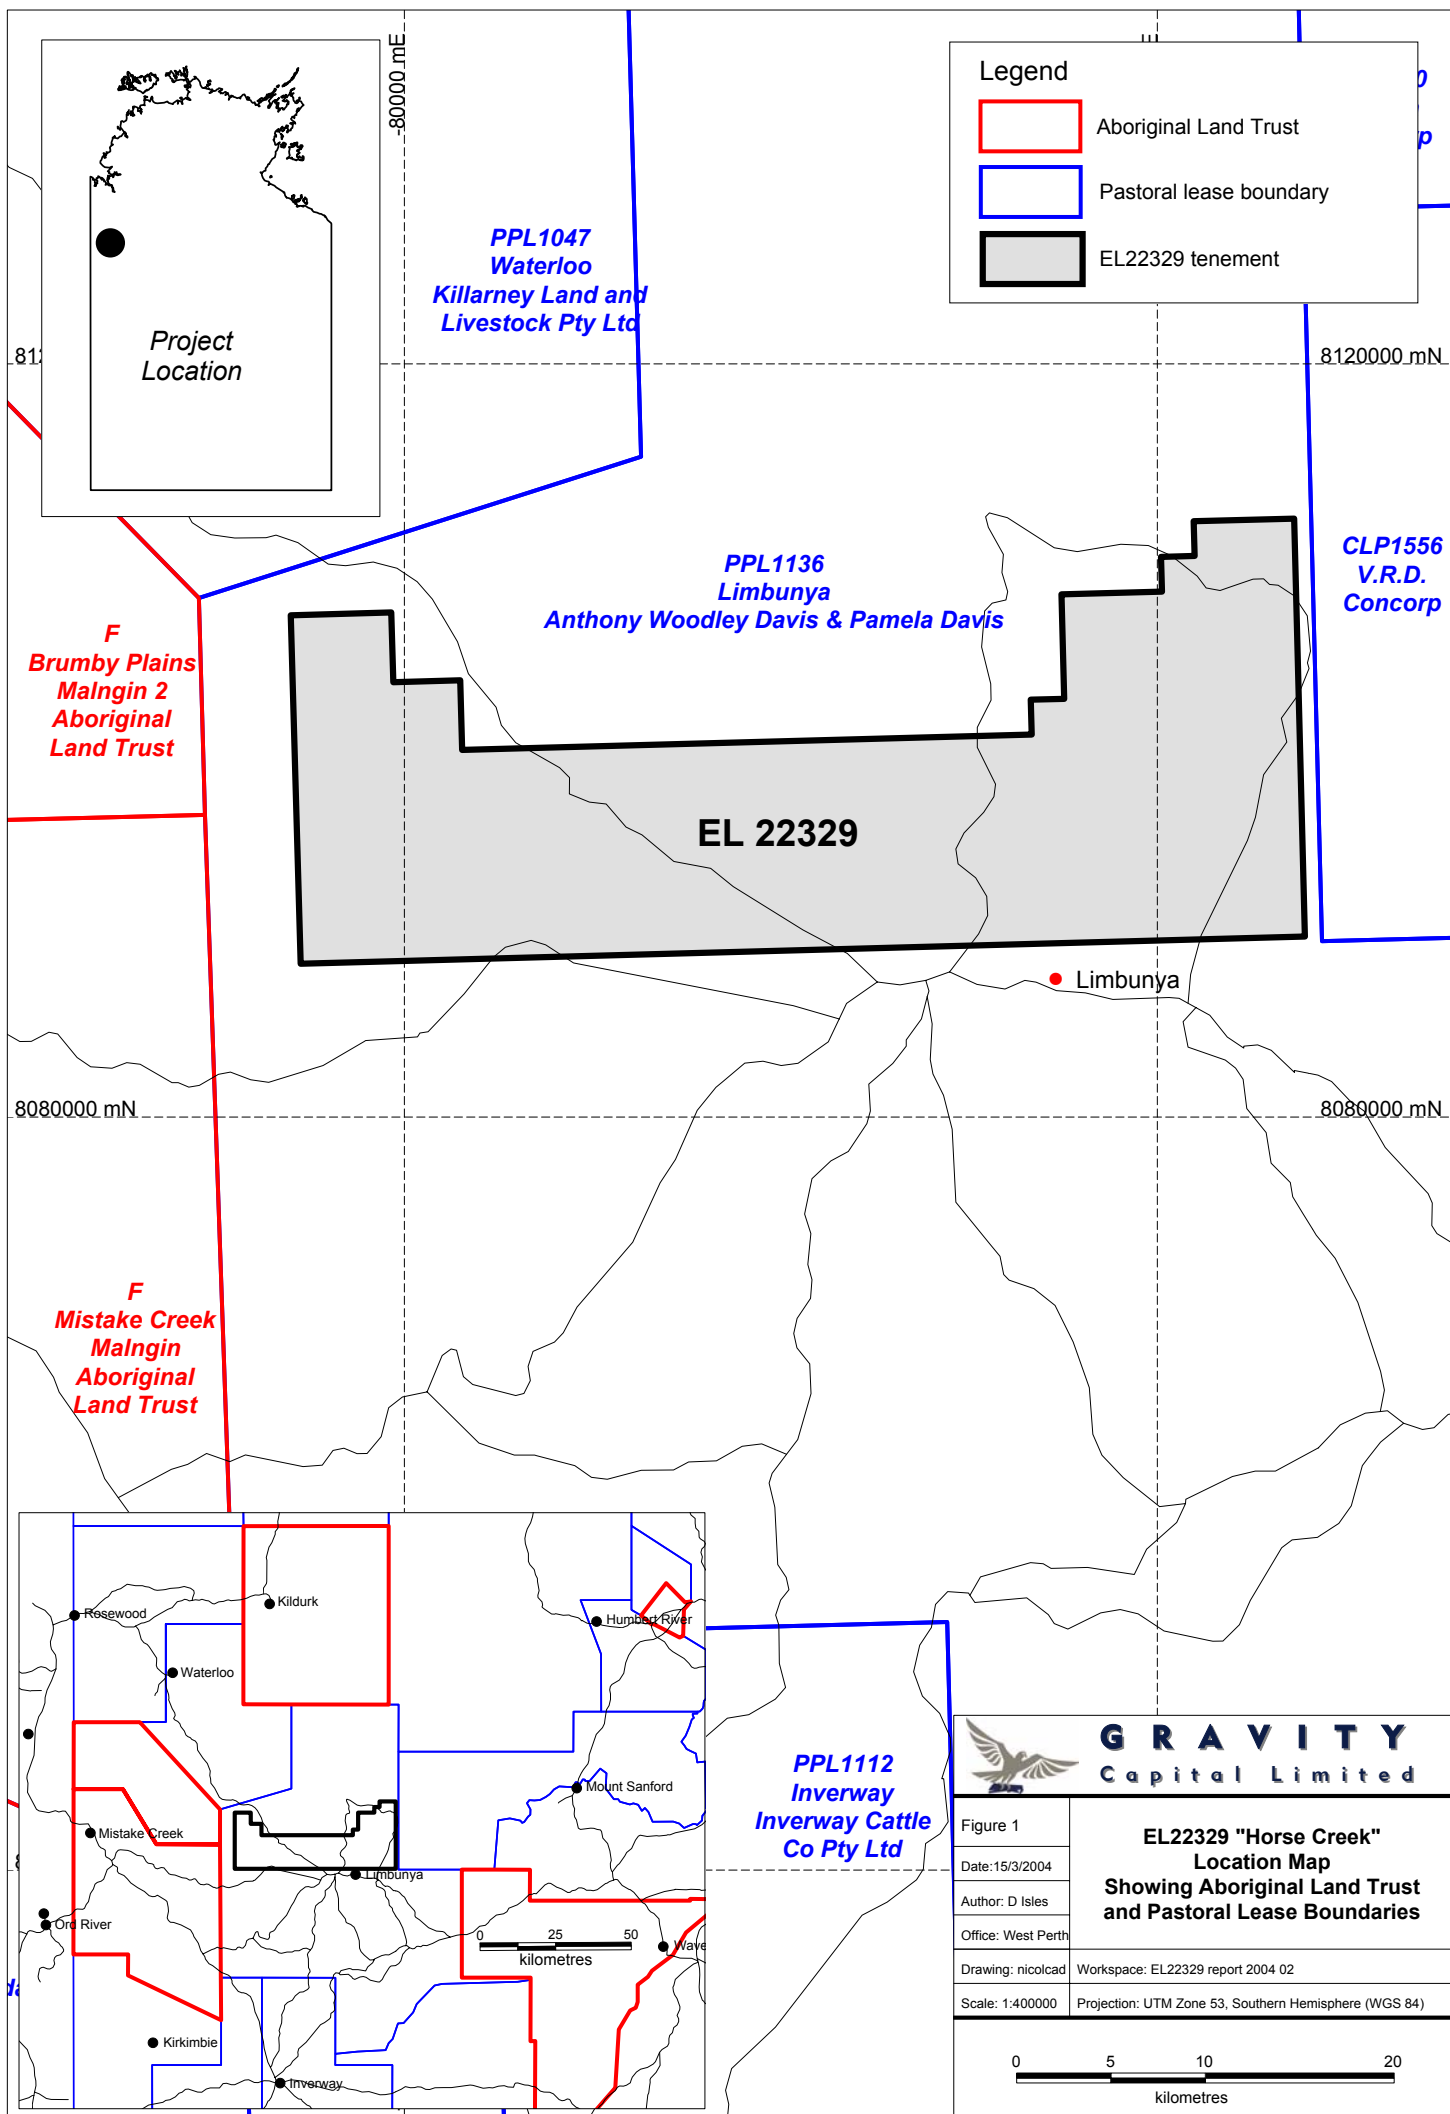 -80000 mE
E
Legend
Aboriginal Land Trust
Pastoral lease boundary
EL22329 tenement
0
p
Project
Location
PPL1047
Waterloo
Killarney Land and
Livestock Pty Ltd
812
8120000 mN
PPL1136
Limbunya
Anthony Woodley Davis & Pamela Davis
CLP1556
V.R.D.
Concorp
F
Brumby Plains
Malngin 2
Aboriginal
Land Trust
EL 22329
Limbunya
8080000 mN
8080000 mN
F
Mistake Creek
Malngin
Aboriginal
Land Trust
Kildurk
Rosewood
Humbert River
Waterloo
Mount Sanford
Mistake Creek
Limbunya
Ord River
0 25 50
kilometres
Wave
Kirkimbie
Inverway
8
da
PPL1112
Inverway
Inverway Cattle
Co Pty Ltd
GRAVITY
Capital Limited
Figure 1
Date:15/3/2004
Author: D Isles
Office: West Perth
EL22329 "Horse Creek"
Location Map
Showing Aboriginal Land Trust
and Pastoral Lease Boundaries
Drawing: nicolcad
Workspace: EL22329 report 2004 02
Scale: 1:400000
Projection: UTM Zone 53, Southern Hemisphere (WGS 84)
0 5 10 20
kilometres